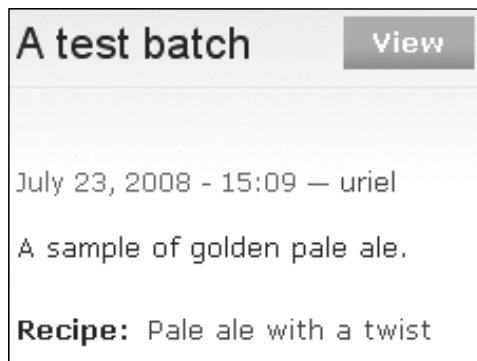 A test batch
View
July 23, 2008 - 15:09 — uriel
A sample of golden pale ale.
Recipe: Pale ale with a twist